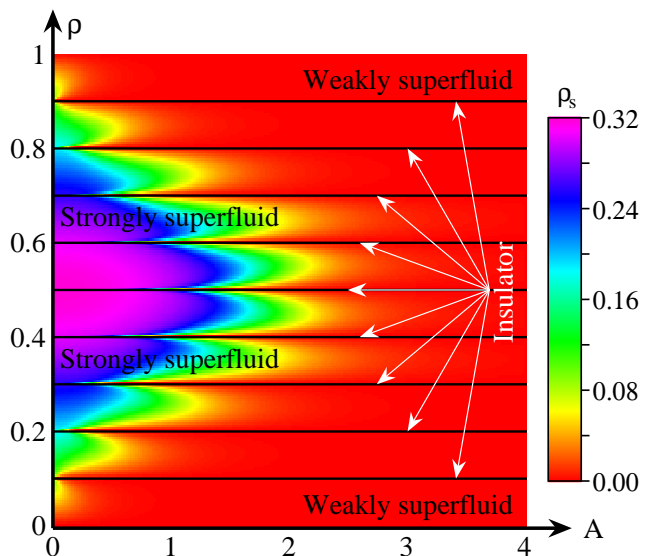 ρ
1
Weakly superfluid
ρs
0.32
0.8
Strongly superfluid
0.24
0.6
Insulator
0.16
0.4
Strongly superfluid
0.08
0.2
0.00
Weakly superfluid
0
0
1
2
3
4
A